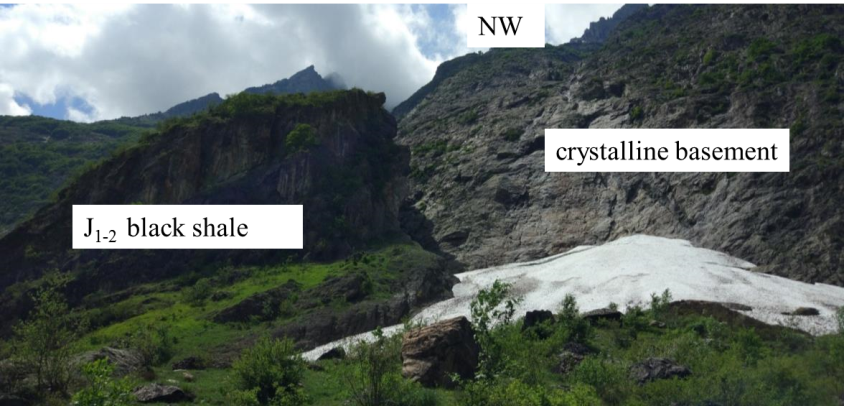 NW
crystalline basement
J₁₋₂ black shale